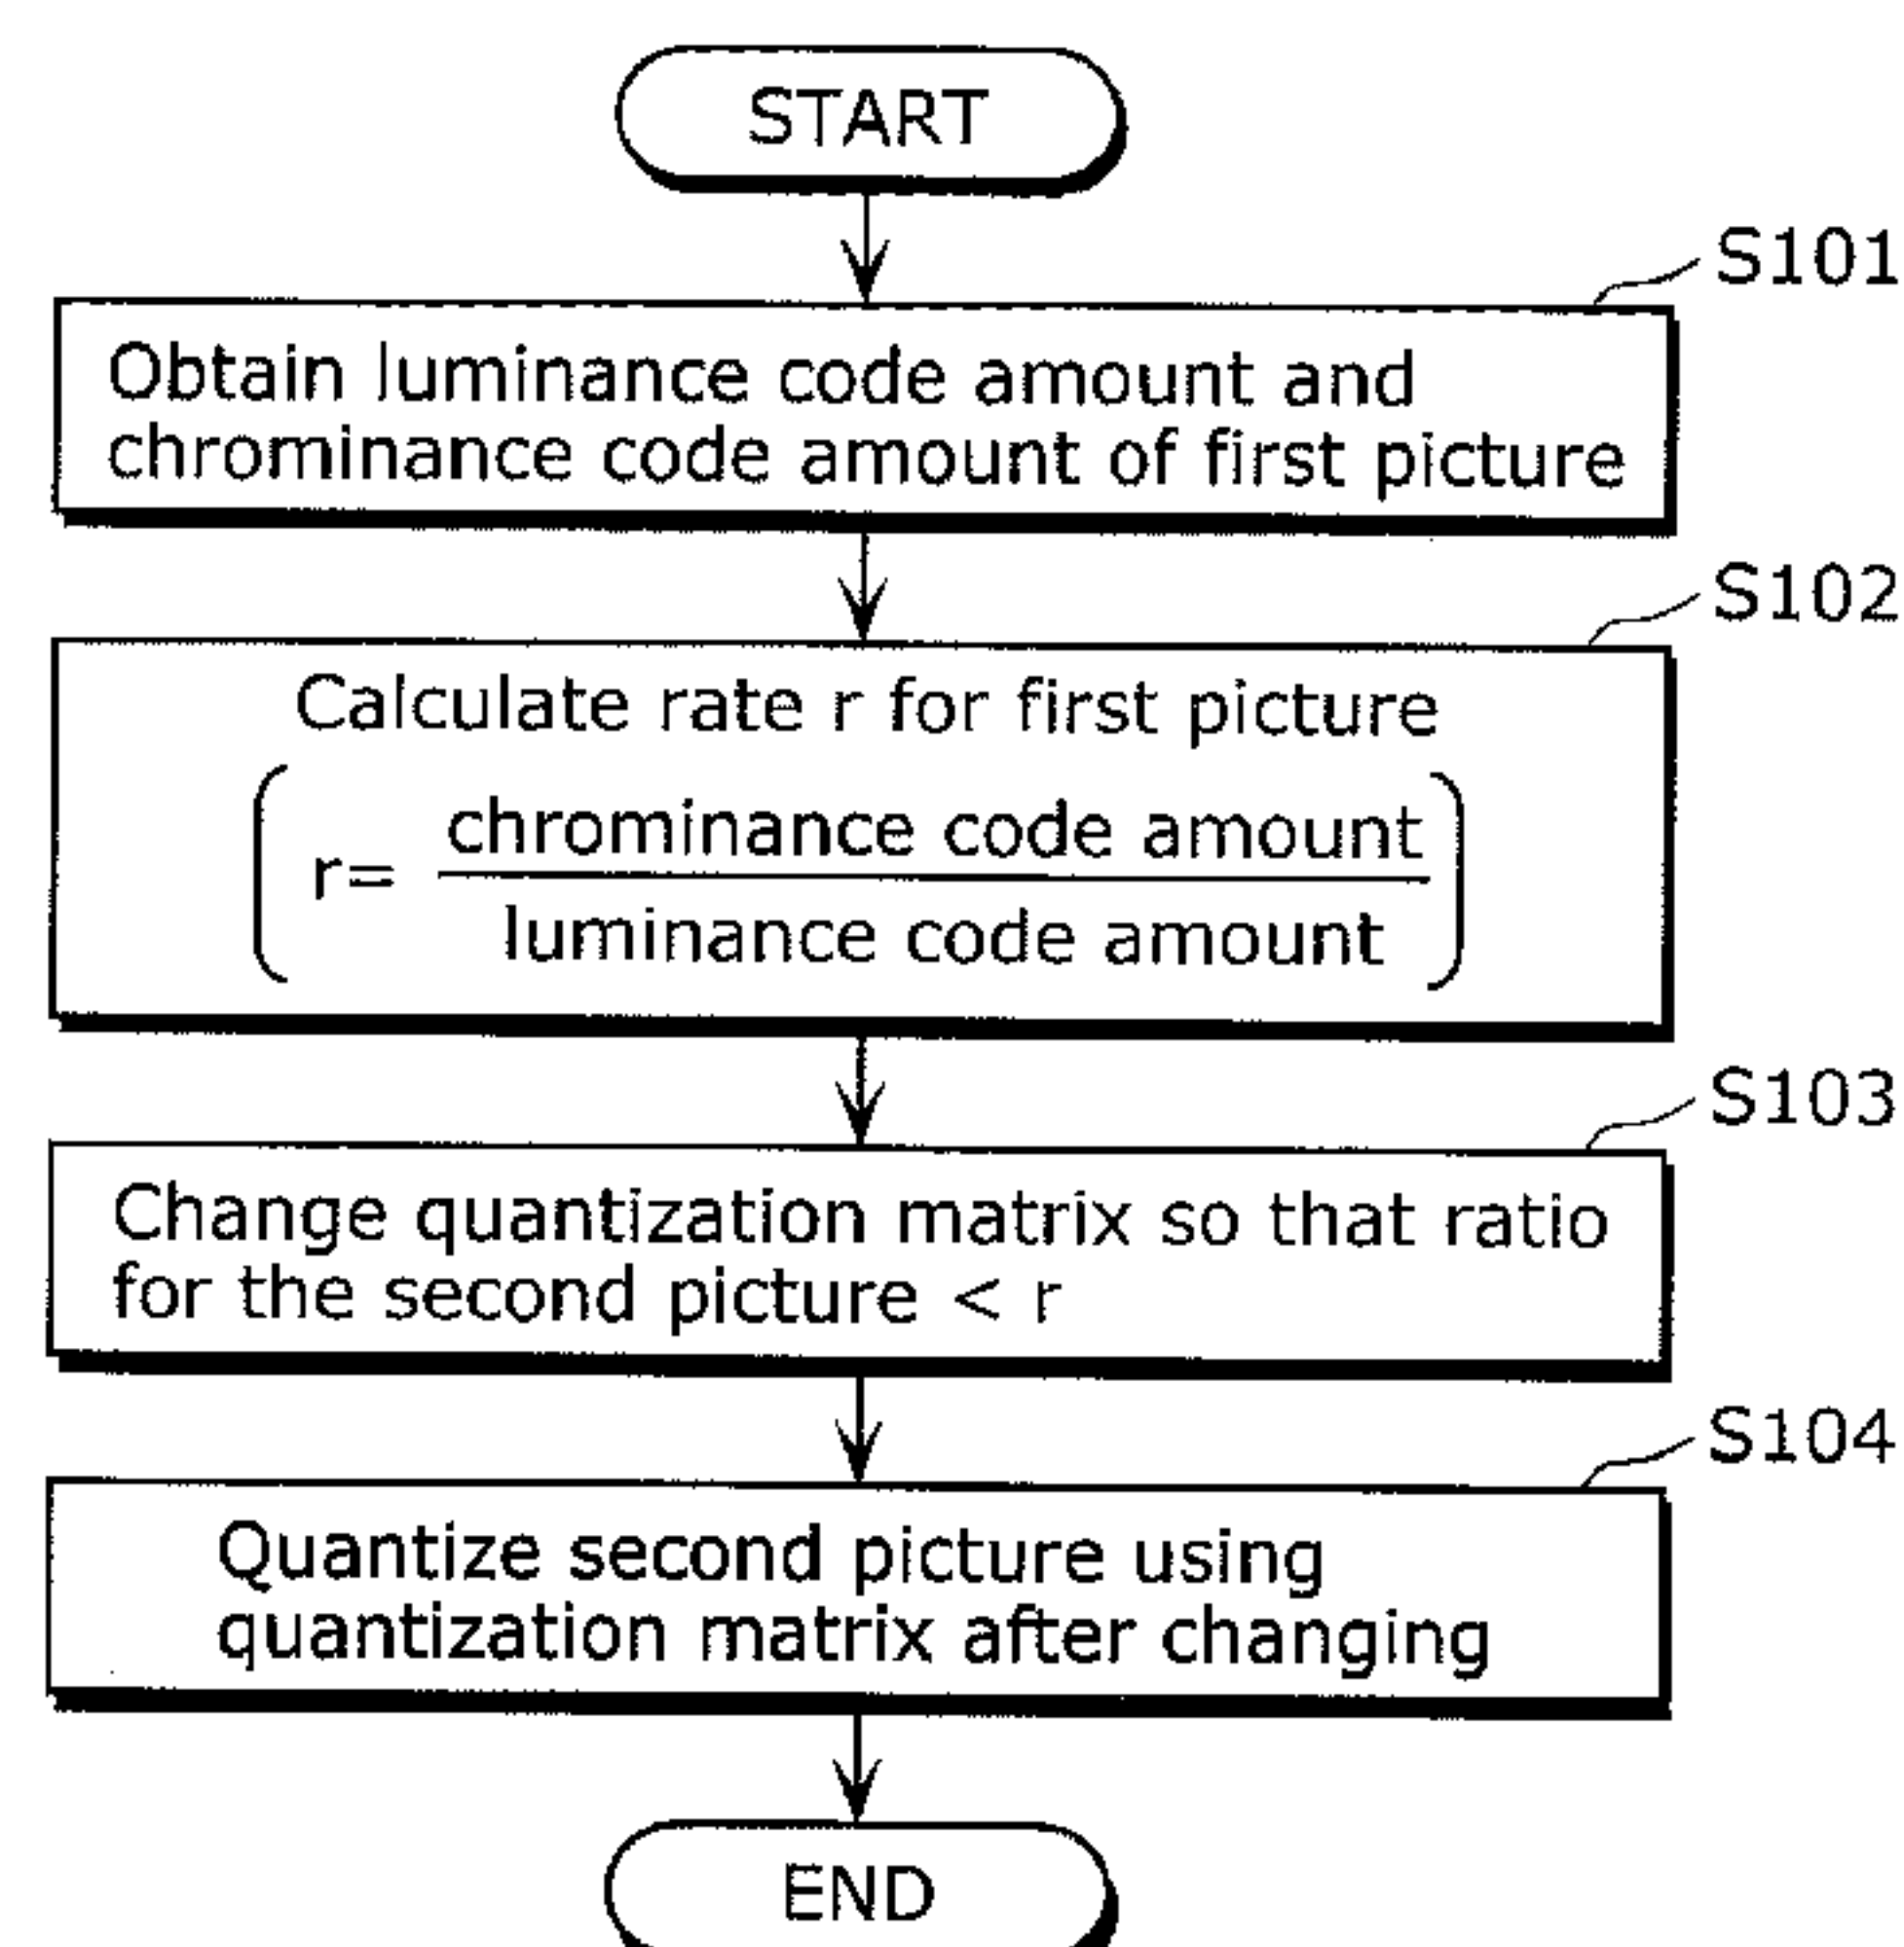 START
S101
Obtain luminance code amount and
chrominance code amount of first picture
S102
Calculate rate r for first picture
r= chrominance code amount
luminance code amount
S103
Change quantization matrix so that ratio
for the second picture < r
S104
Quantize second picture using
quantization matrix after changing
END